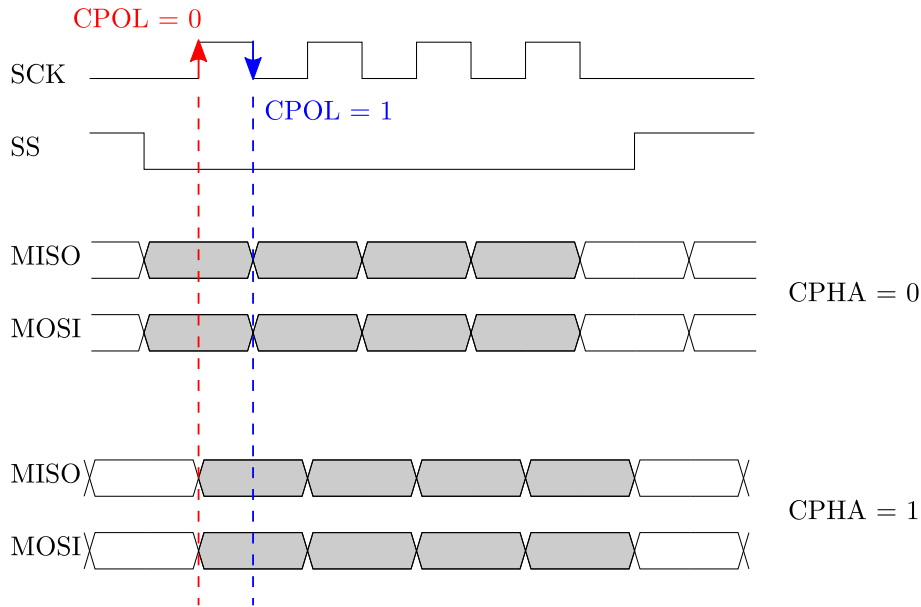 CPOL = 0
SCK
CPOL = 1
SS
MISO
CPHA = 0
MOSI
MISO
CPHA = 1
MOSI